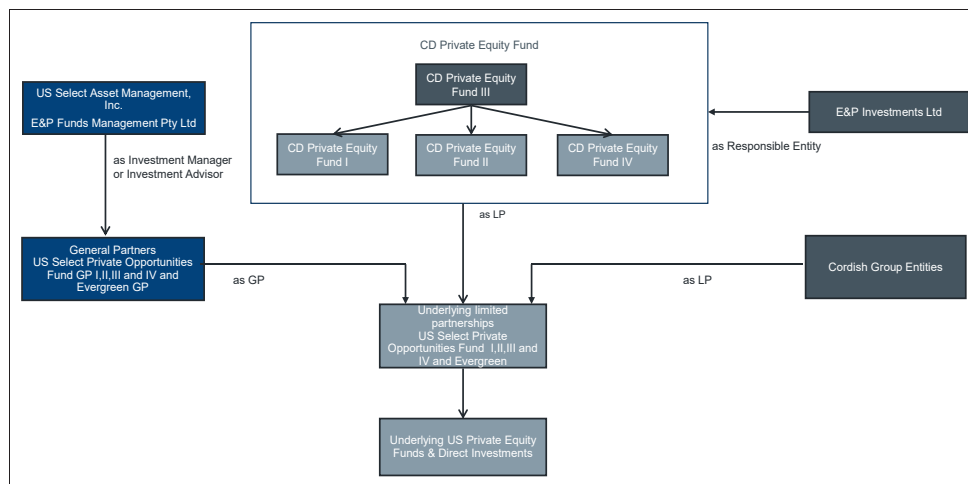 CD Private Equity Fund
CD Private Equity
Fund III
US Select Asset Management,
Inc.
E&P Funds Management Pty Ltd
E&P Investments Ltd
CD Private Equity
Fund I
CD Private Equity
Fund II
CD Private Equity
Fund IV
as Responsible Entity
as Investment Manager
or Investment Advisor
as LP
General Partners
US Select Private Opportunities
Fund GP I,II,III and IV and
Evergreen GP
Cordish Group Entities
as GP
as LP
Underlying limited
partnerships
US Select Private
Opportunities Fund I,II,III and
IV and Evergreen
Underlying US Private Equity
Funds & Direct Investments